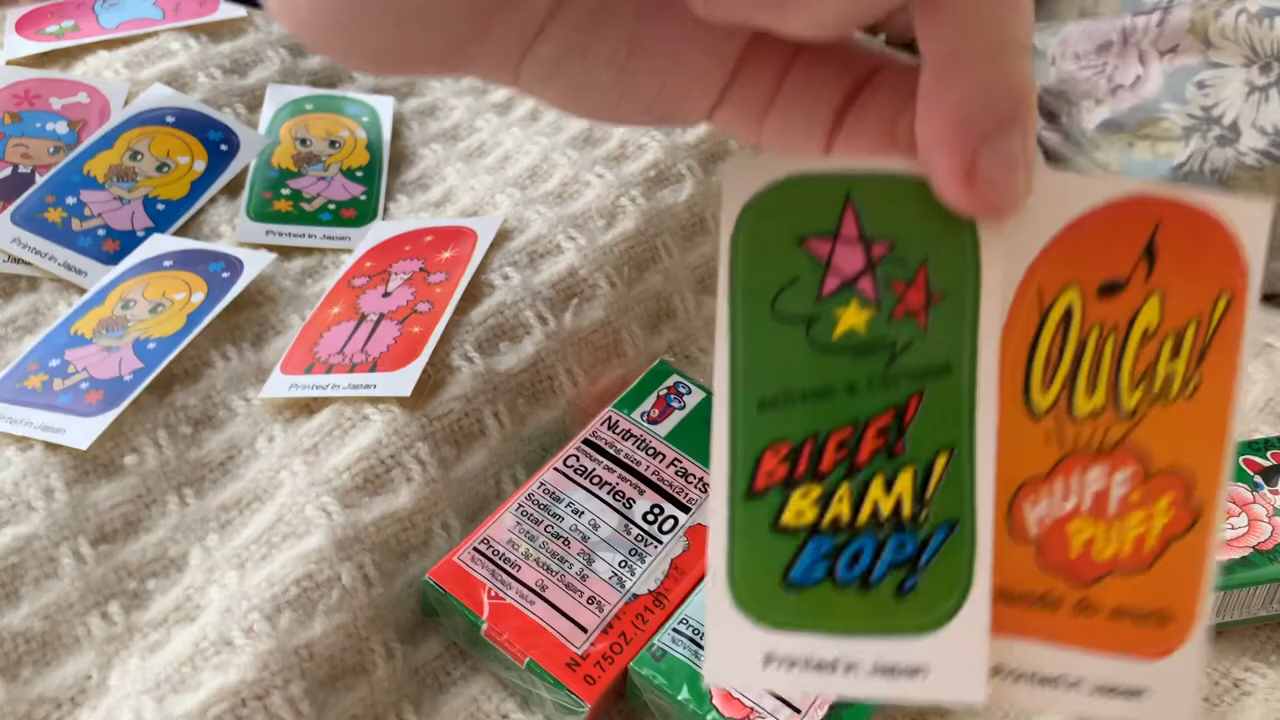 Printed in Japan
Printed in Japan
Printed in Japan
Printed in Japan
BIFF!
BAM!
BOP!
Printed in Japan
OUCH!
HUFF
PUFF
Printed in Japan
Nutrition Facts
Serving size 1 Pack(21g)
Amount per serving
Calories 80
% DV*
Total Fat 0g 0%
Sodium 0mg 0%
Total Carb. 20g 7%
Total Sugars 3g
Inc.3g Added Sugars 6%
Protein 0g
*%DV=%Daily Value
0.75OZ.(21g)